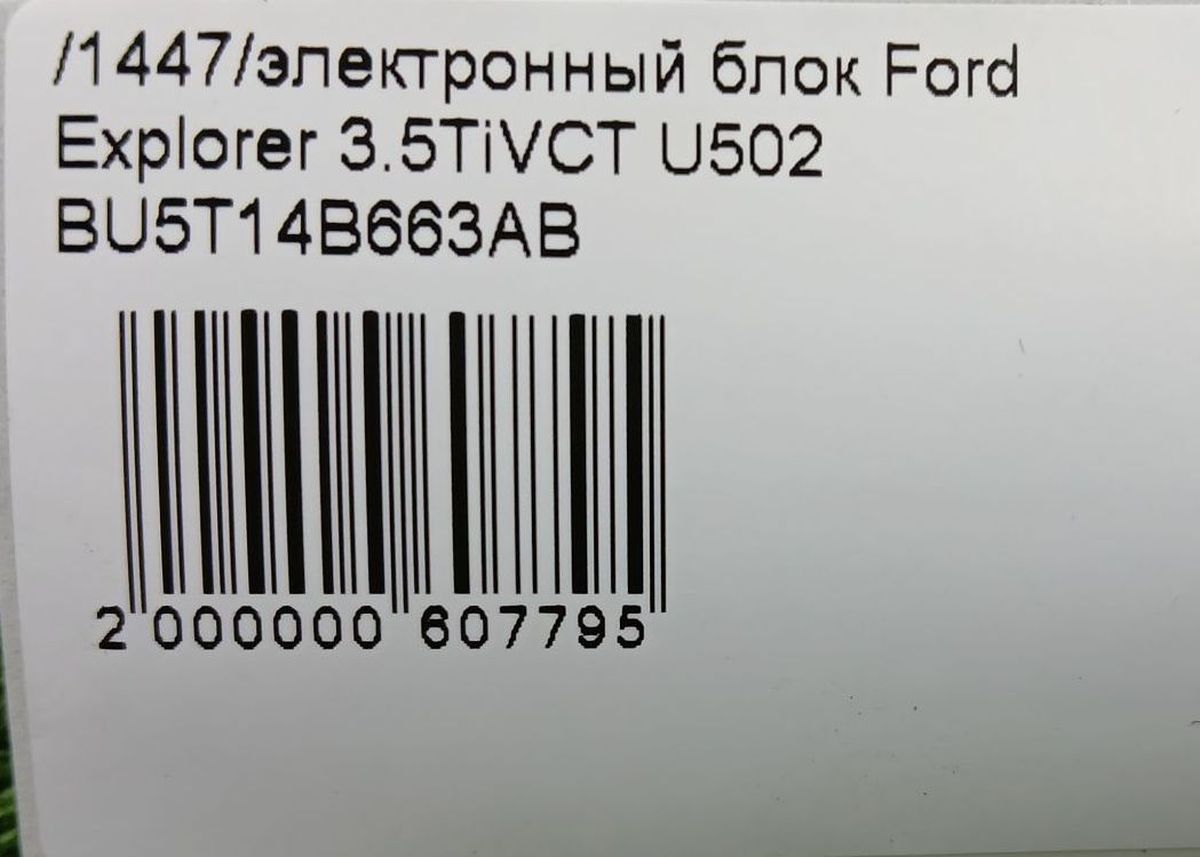 /1447/электронный блок Ford
Explorer 3.5TiVCT U502
BU5T14B663AB
2 000000 607795